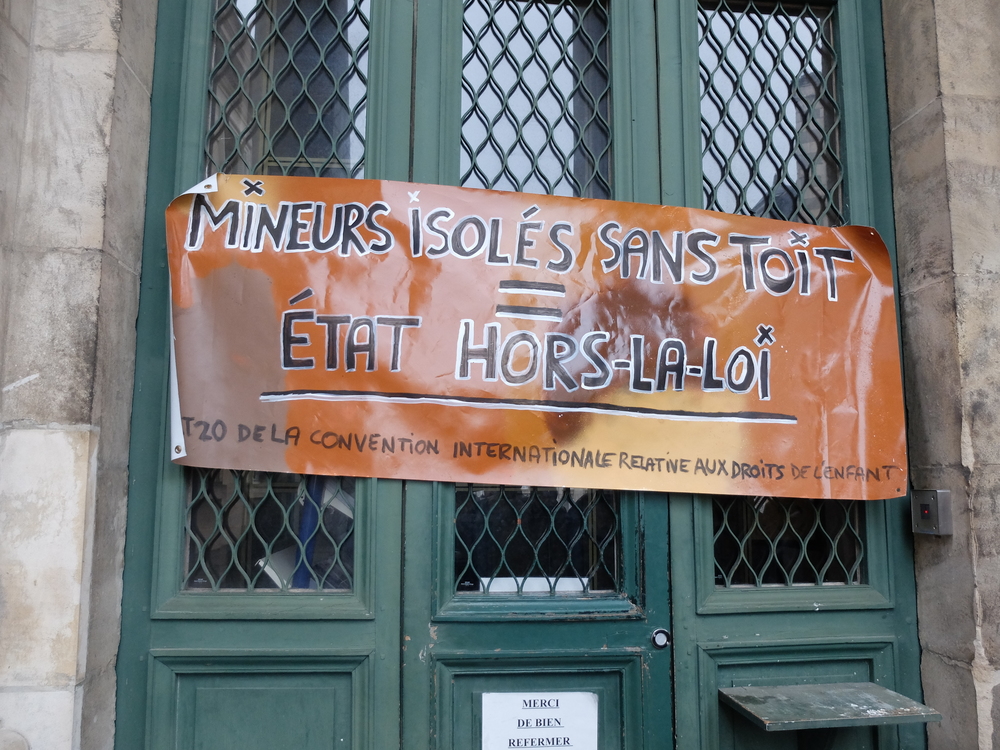 MINEURS ISOLÉS SANS TOIT
=
ÉTAT HORS-LA-LOI
T20 DE LA CONVENTION INTERNATIONALE RELATIVE AUX DROITS DE L'ENFANT
MERCI
DE BIEN
REFERMER